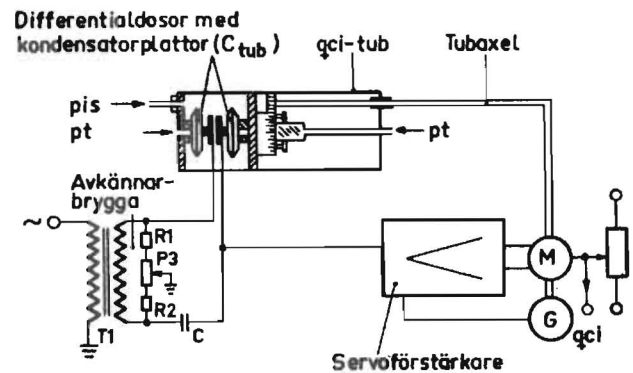 Differentialdosor med
kondensatorplattor (Ctub)
qci-tub
Tubaxel
pis
pt
pt
Avkännar-
brygga
~
R1
P3
R2
T1
C
M
G
qci
Servoförstärkare